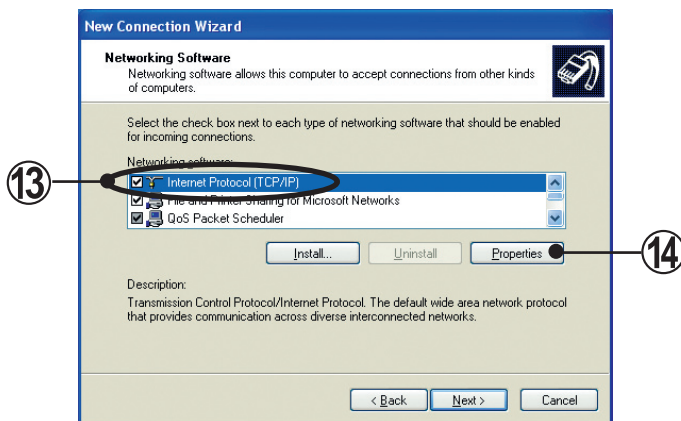 New Connection Wizard
Networking Software
Networking software allows this computer to accept connections from other kinds
of computers.
Select the check box next to each type of networking software that should be enabled
for incoming connections.
Networking software:
13
Internet Protocol (TCP/IP)
File and Printer Sharing for Microsoft Networks
QoS Packet Scheduler
Install... Uninstall Properties
14
Description:
Transmission Control Protocol/Internet Protocol. The default wide area network protocol
that provides communication across diverse interconnected networks.
< Back Next > Cancel